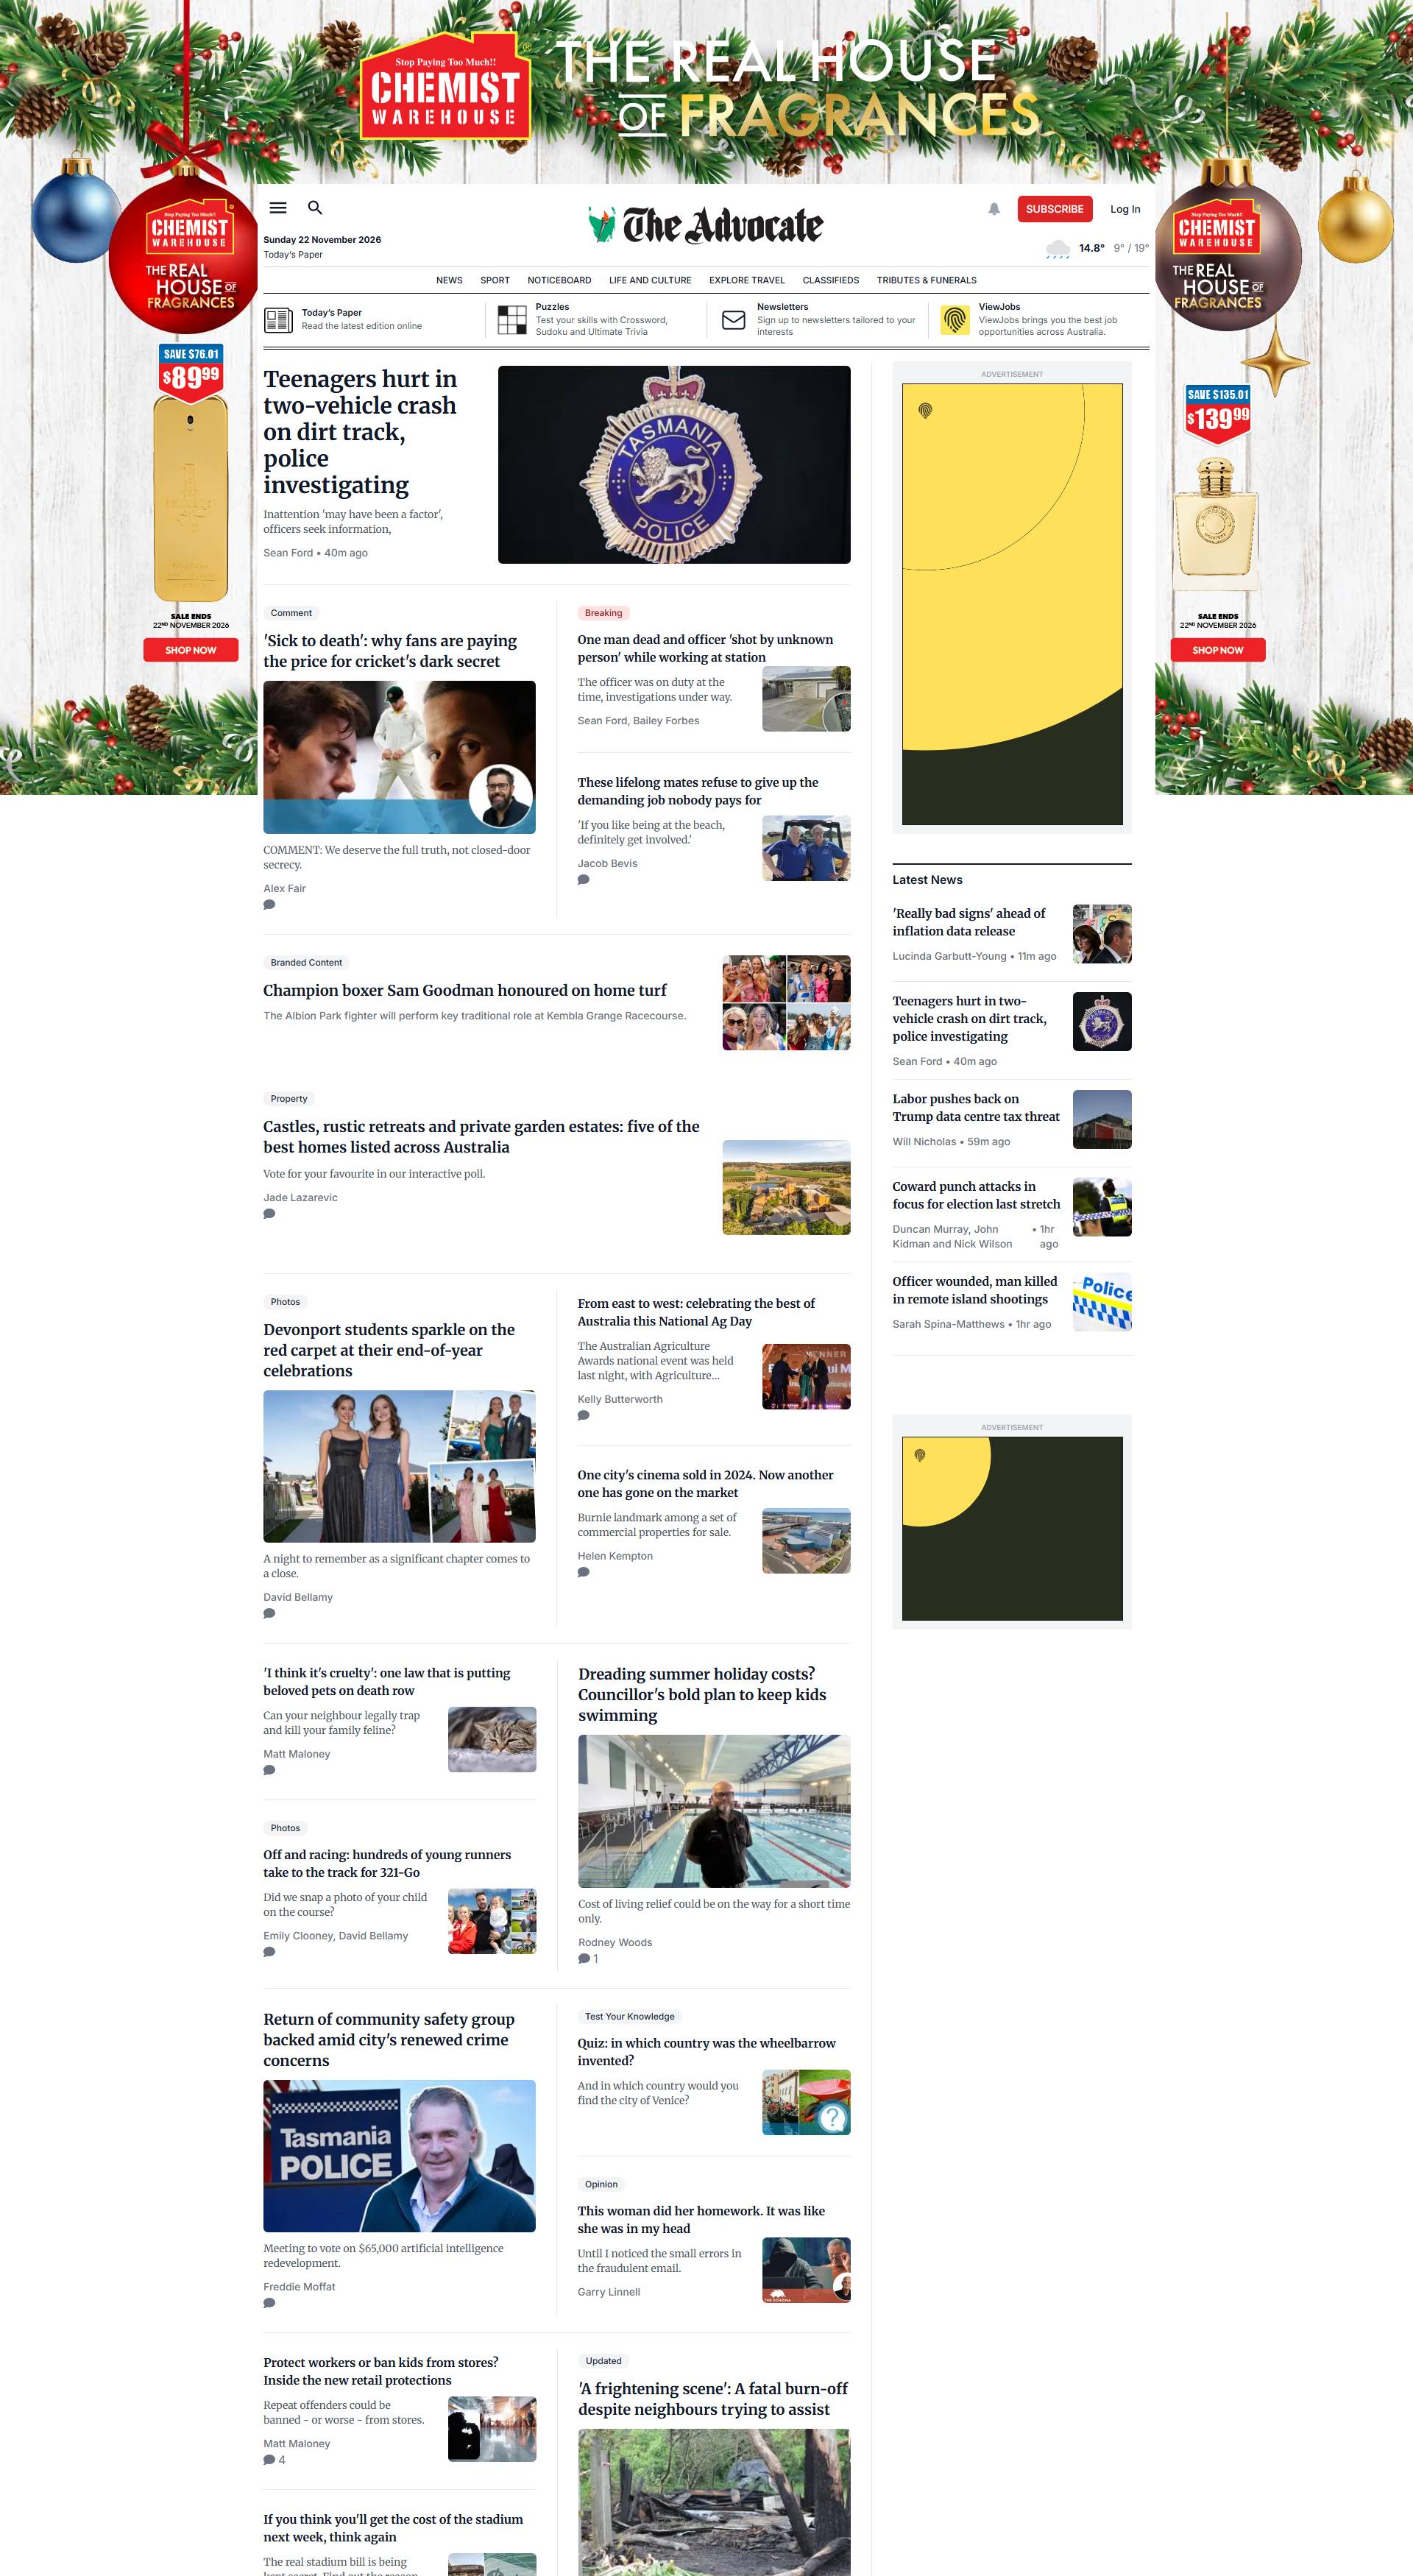 Stop Paying Too Much!!
CHEMIST
WAREHOUSE
®
THE REAL HOUSE
OF FRAGRANCES
Stop Paying Too Much!!
CHEMIST
WAREHOUSE
THE REAL
HOUSE OF
FRAGRANCES
SAVE $76.01
$89.99
SALE ENDS
22ND NOVEMBER 2026
SHOP NOW
Stop Paying Too Much!!
CHEMIST
WAREHOUSE
THE REAL
HOUSE OF
FRAGRANCES
SAVE $135.01
$139.99
SALE ENDS
22ND NOVEMBER 2026
SHOP NOW
The Advocate
SUBSCRIBE
Log In
Sunday 22 November 2026
Today's Paper
14.8° 9° / 19°
NEWS SPORT NOTICEBOARD LIFE AND CULTURE EXPLORE TRAVEL CLASSIFIEDS TRIBUTES & FUNERALS
Today's Paper
Read the latest edition online
Puzzles
Test your skills with Crossword,
Sudoku and Ultimate Trivia
Newsletters
Sign up to newsletters tailored to your
interests
ViewJobs
ViewJobs brings you the best job
opportunities across Australia.
Teenagers hurt in
two-vehicle crash
on dirt track,
police
investigating
Inattention 'may have been a factor',
officers seek information,
Sean Ford • 40m ago
TASMANIA
POLICE
Comment
'Sick to death': why fans are paying
the price for cricket's dark secret
COMMENT: We deserve the full truth, not closed-door
secrecy.
Alex Fair
Breaking
One man dead and officer 'shot by unknown
person' while working at station
The officer was on duty at the
time, investigations under way.
Sean Ford, Bailey Forbes
These lifelong mates refuse to give up the
demanding job nobody pays for
'If you like being at the beach,
definitely get involved.'
Jacob Bevis
Branded Content
Champion boxer Sam Goodman honoured on home turf
The Albion Park fighter will perform key traditional role at Kembla Grange Racecourse.
Property
Castles, rustic retreats and private garden estates: five of the
best homes listed across Australia
Vote for your favourite in our interactive poll.
Jade Lazarevic
Photos
Devonport students sparkle on the
red carpet at their end-of-year
celebrations
A night to remember as a significant chapter comes to
a close.
David Bellamy
From east to west: celebrating the best of
Australia this National Ag Day
The Australian Agriculture
Awards national event was held
last night, with Agriculture...
Kelly Butterworth
One city's cinema sold in 2024. Now another
one has gone on the market
Burnie landmark among a set of
commercial properties for sale.
Helen Kempton
'I think it's cruelty': one law that is putting
beloved pets on death row
Can your neighbour legally trap
and kill your family feline?
Matt Maloney
Photos
Off and racing: hundreds of young runners
take to the track for 321-Go
Did we snap a photo of your child
on the course?
Emily Clooney, David Bellamy
Dreading summer holiday costs?
Councillor's bold plan to keep kids
swimming
Cost of living relief could be on the way for a short time
only.
Rodney Woods
1
Return of community safety group
backed amid city's renewed crime
concerns
Tasmania
POLICE
Meeting to vote on $65,000 artificial intelligence
redevelopment.
Freddie Moffat
Test Your Knowledge
Quiz: in which country was the wheelbarrow
invented?
And in which country would you
find the city of Venice?
?
Opinion
This woman did her homework. It was like
she was in my head
Until I noticed the small errors in
the fraudulent email.
Garry Linnell
Protect workers or ban kids from stores?
Inside the new retail protections
Repeat offenders could be
banned - or worse - from stores.
Matt Maloney
4
If you think you'll get the cost of the stadium
next week, think again
The real stadium bill is being
Updated
'A frightening scene': A fatal burn-off
despite neighbours trying to assist
ADVERTISEMENT
Latest News
'Really bad signs' ahead of
inflation data release
Lucinda Garbutt-Young • 11m ago
Teenagers hurt in two-
vehicle crash on dirt track,
police investigating
Sean Ford • 40m ago
Labor pushes back on
Trump data centre tax threat
Will Nicholas • 59m ago
Coward punch attacks in
focus for election last stretch
Duncan Murray, John
Kidman and Nick Wilson • 1hr
ago
Officer wounded, man killed
in remote island shootings
Sarah Spina-Matthews • 1hr ago
Police
ADVERTISEMENT